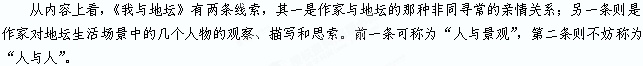 从内容上看，《我与地坛》有两条线索，其一是作家与地坛的那种非同寻常的亲情关系；另一条则是
作家对地坛生活场景中的几个人物的观察、描写和思索。前一条可称为“人与景观”，第二条则不妨称为
“人与人”。